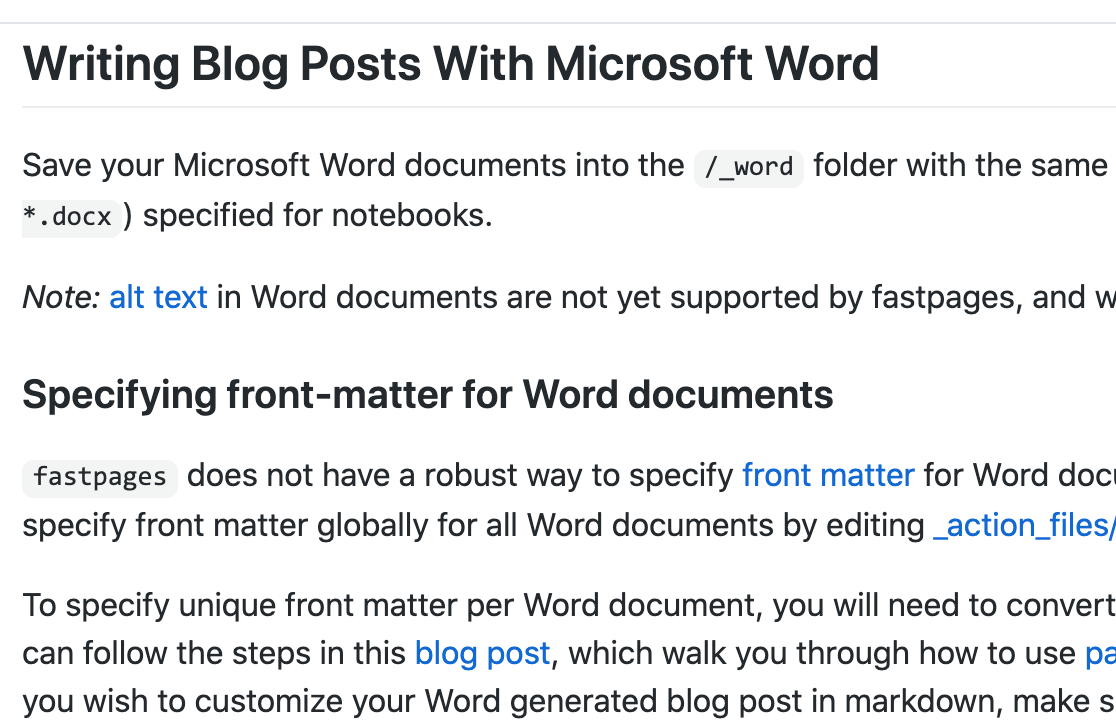 Writing Blog Posts With Microsoft Word
Save your Microsoft Word documents into the /_word folder with the same
*.docx) specified for notebooks.
Note: alt text in Word documents are not yet supported by fastpages, and
Specifying front-matter for Word documents
fastpages does not have a robust way to specify front matter for Word
specify front matter globally for all Word documents by editing _action_files/
To specify unique front matter per Word document, you will need to convert
can follow the steps in this blog post, which walk you through how to use
you wish to customize your Word generated blog post in markdown, make